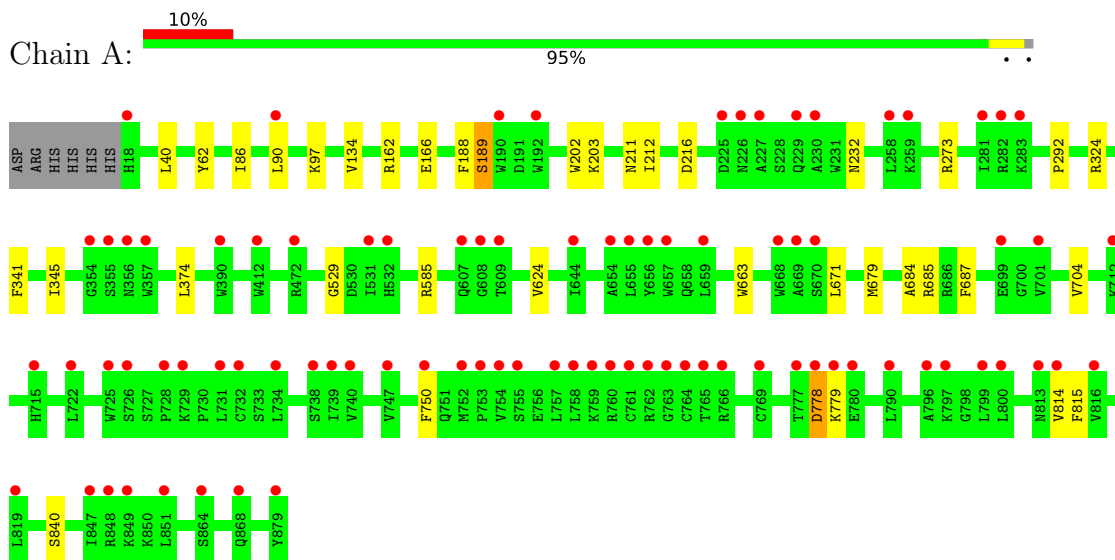 10%
Chain A:
95%
• •
ASP ARG HIS HIS HIS HIS H18 L40 Y62 I86 L90 K97 V134 R162 E166 F188 S189 W190 D191 W192 W202 K203 N211 I212 D216 D225 N226 A227 S228 Q229 A230 W231 N232 L258 K259 R273 I281 R282 K283 P292 R324
F341 I345 G354 S355 N356 W357 L374 W390 W412 R472 G529 D530 I531 H532 R585 Q607 G608 T609 V624 I644 A654 L655 Y656 W657 Q658 L659 W663 W668 A669 S670 L671 M679 A684 R685 R686 F687 E699 G700 V701 V704
H715 L722 W725 S726 S727 P728 K729 P730 L731 C732 S733 L734 S738 I739 V740 V747 F750 Q751 M752 P753 V754 S755 E756 L757 L758 K759 R760 C761 R762 G763 C764 T765 R766 C769 T777 D778 K779 E780 L790 A796 K797 G798 L799 L800 N813 V814 F815 V816
L819 S840 I847 R848 K849 K850 L851 S864 Q868 Y879